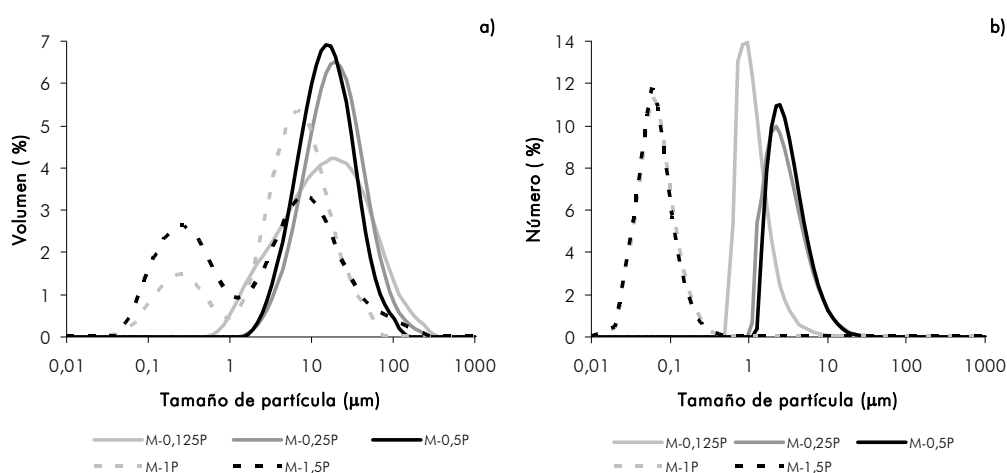 a)
7
6
5
4
3
2
1
0
Volumen ( %)
0,01 0,1 1 10 100 1000
Tamaño de partícula (µm)
M-0,125P M-0,25P M-0,5P
M-1P M-1,5P
b)
14
12
10
8
6
4
2
0
Número ( %)
0,01 0,1 1 10 100 1000
Tamaño de partícula (µm)
M-0,125P M-0,25P M-0,5P
M-1P M-1,5P